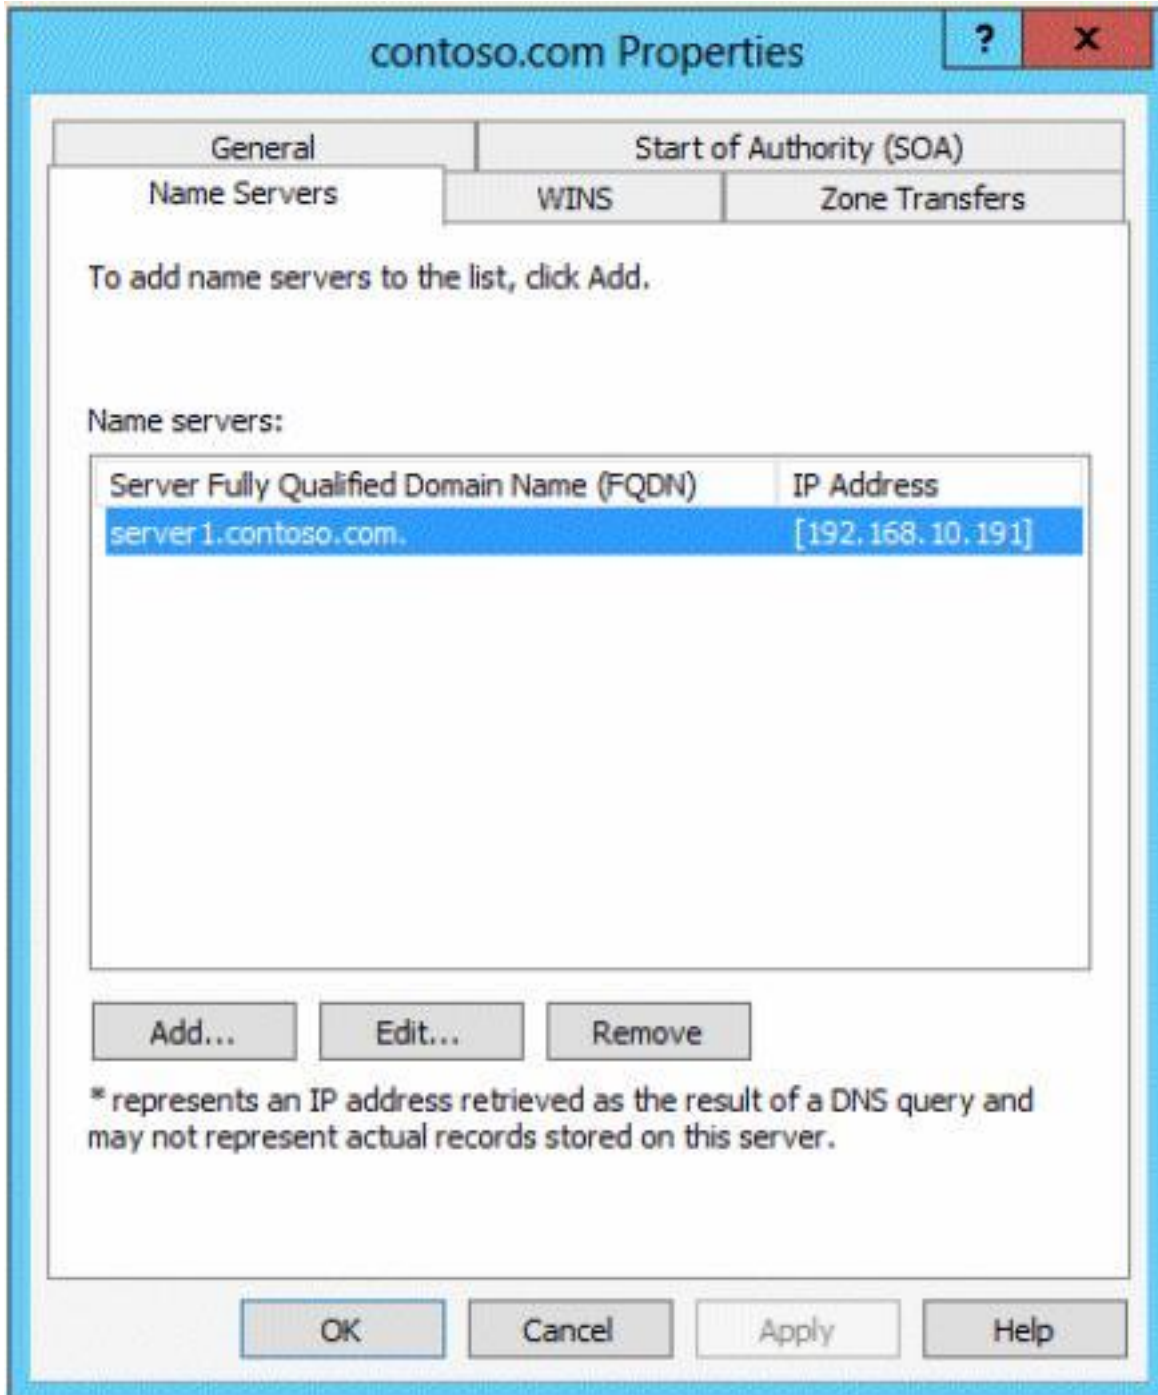 contoso.com Properties
?
x
General
Start of Authority (SOA)
Name Servers
WINS
Zone Transfers
To add name servers to the list, click Add.
Name servers:
Server Fully Qualified Domain Name (FQDN)
IP Address
server1.contoso.com.
[192.168.10.191]
Add...
Edit...
Remove
* represents an IP address retrieved as the result of a DNS query and
may not represent actual records stored on this server.
OK
Cancel
Apply
Help